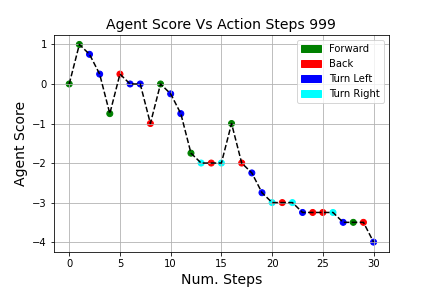 Agent Score Vs Action Steps 999
Forward
Back
Turn Left
Turn Right
Agent Score
1
0
−1
−2
−3
−4
0 5 10 15 20 25 30
Num. Steps